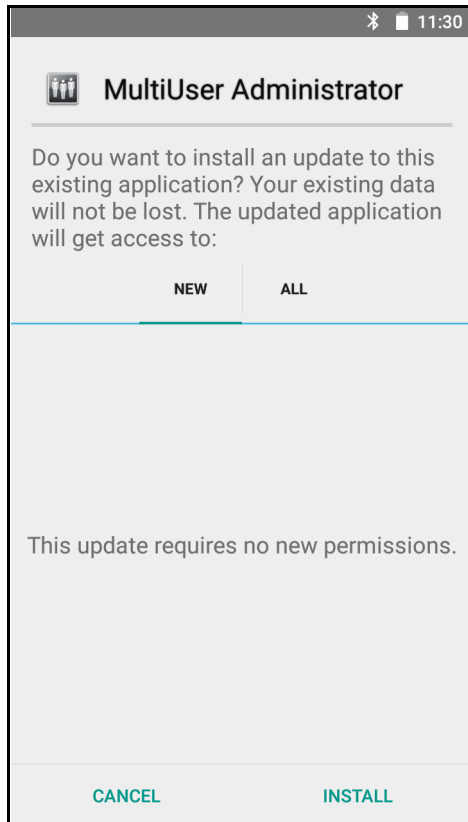 11:30
MultiUser Administrator
Do you want to install an update to this
existing application? Your existing data
will not be lost. The updated application
will get access to:
NEW ALL
This update requires no new permissions.
CANCEL INSTALL